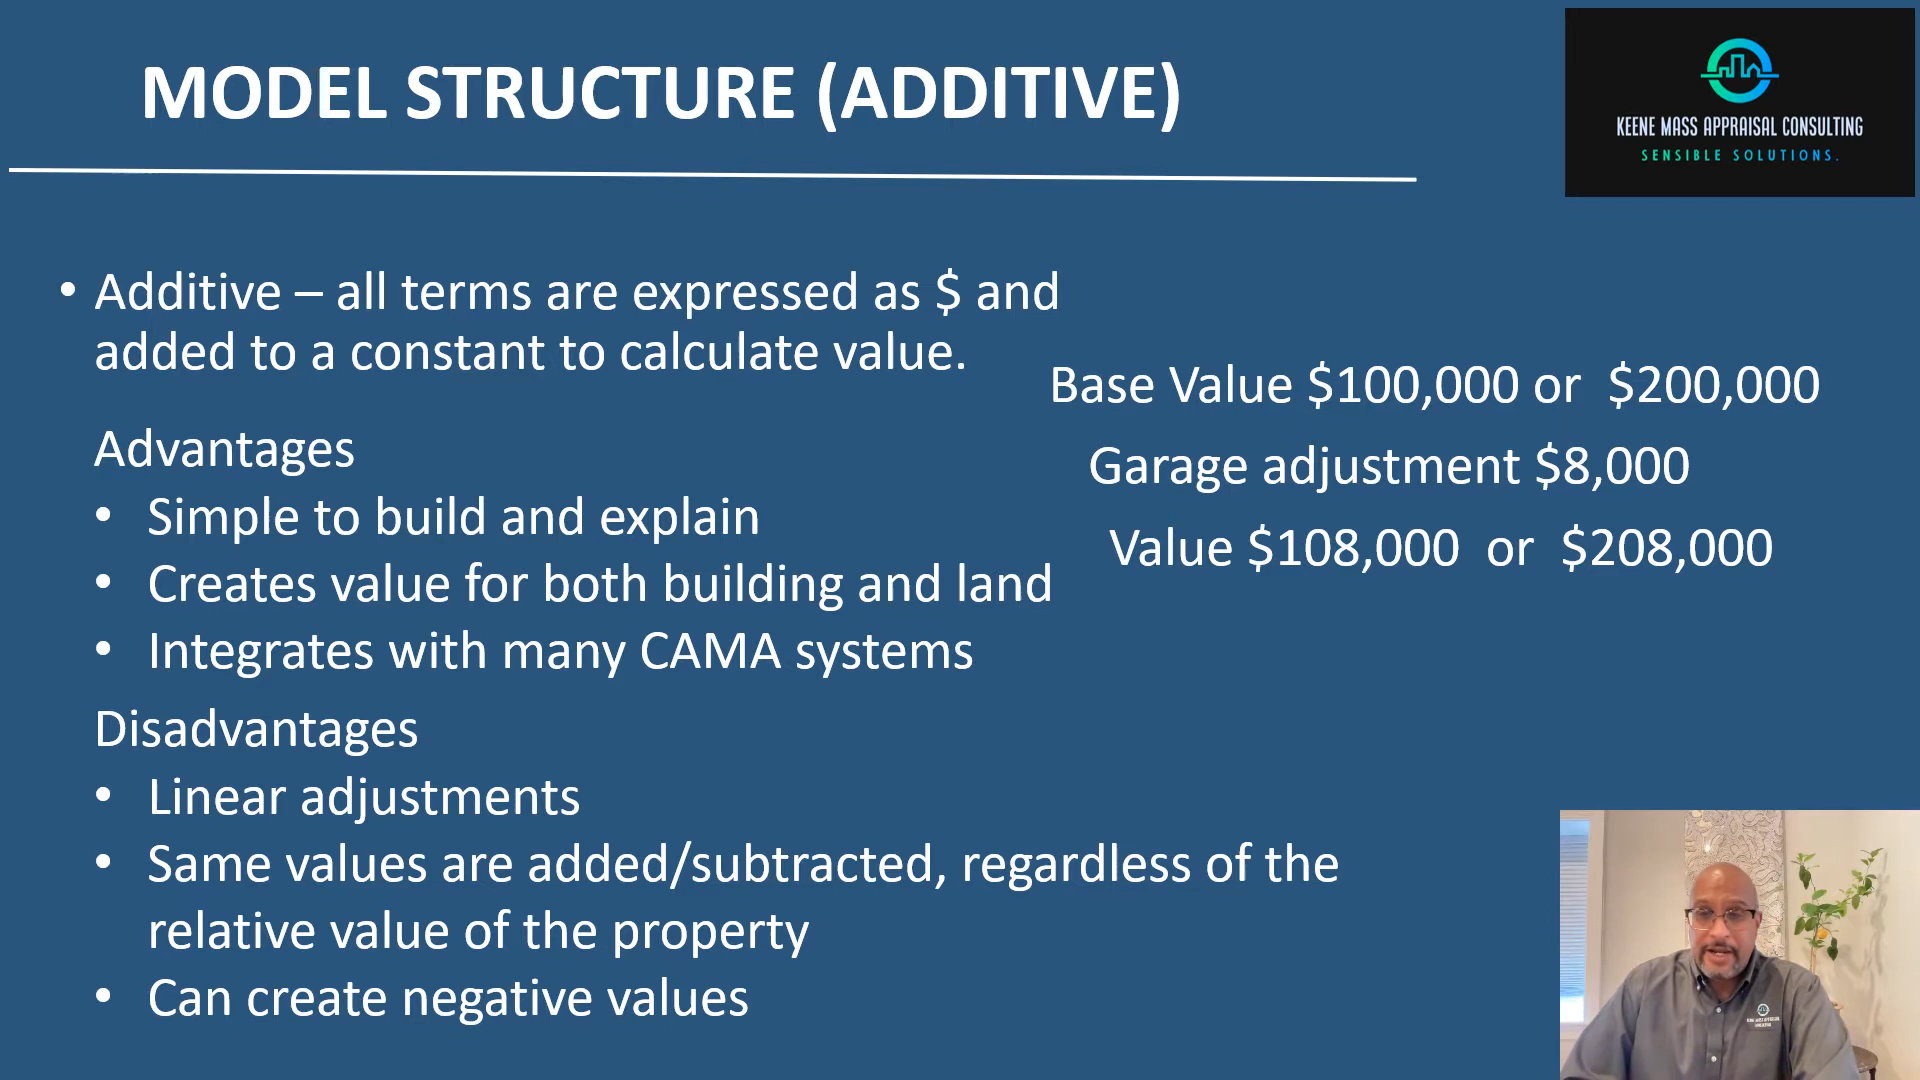 MODEL STRUCTURE (ADDITIVE)
KEENE MASS APPRAISAL CONSULTING
SENSIBLE SOLUTIONS.
• Additive – all terms are expressed as $ and
added to a constant to calculate value.
Advantages
• Simple to build and explain
• Creates value for both building and land
• Integrates with many CAMA systems
Disadvantages
• Linear adjustments
• Same values are added/subtracted, regardless of the
relative value of the property
• Can create negative values
Base Value $100,000 or $200,000
Garage adjustment $8,000
Value $108,000 or $208,000